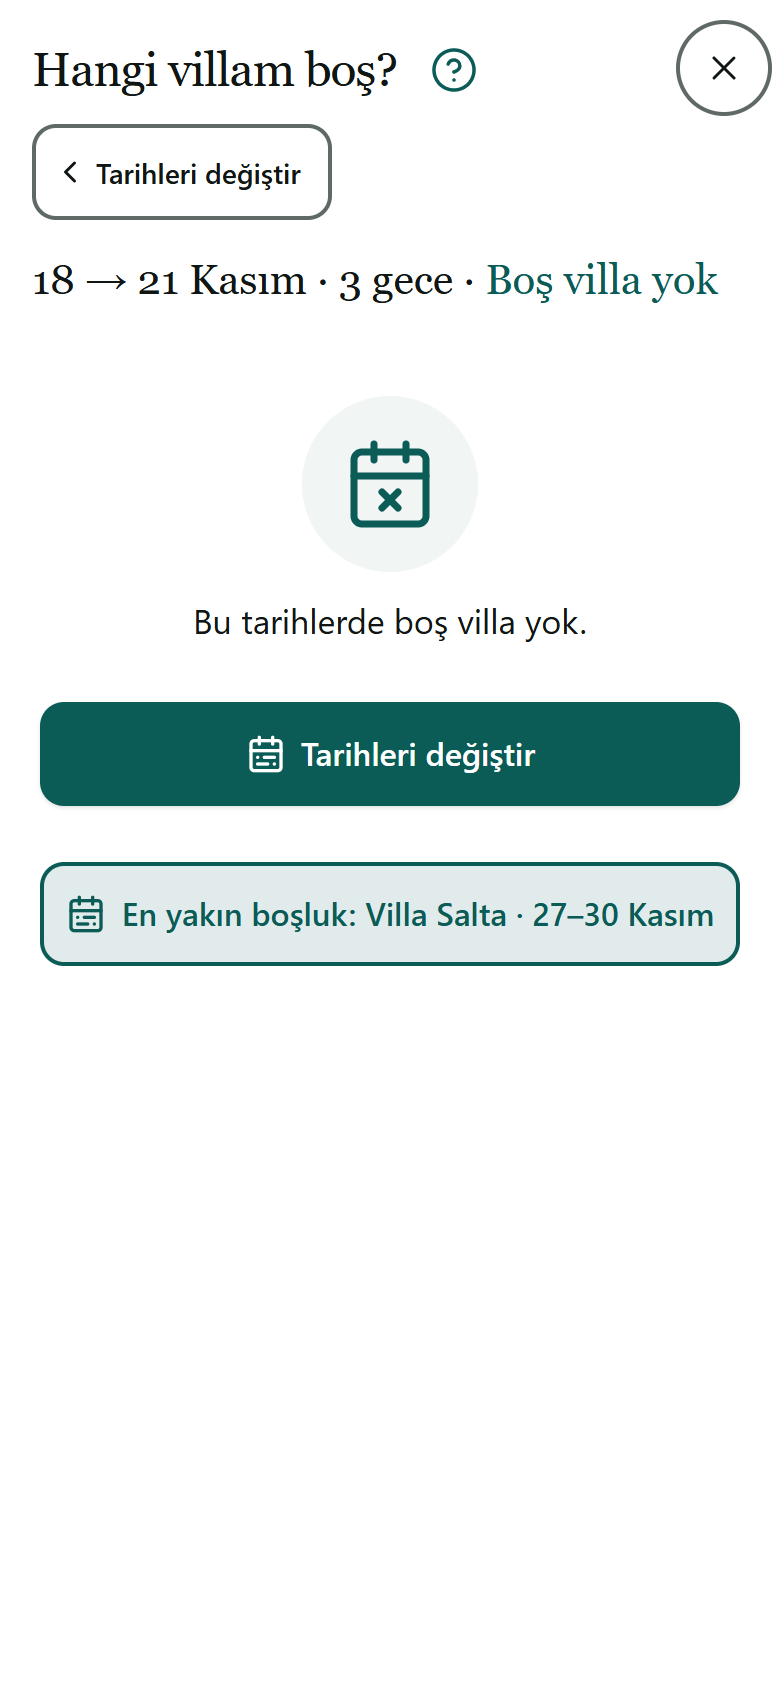 Hangi villam boş?
Tarihleri değiştir
18 → 21 Kasım · 3 gece · Boş villa yok
Bu tarihlerde boş villa yok.
Tarihleri değiştir
En yakın boşluk: Villa Salta · 27–30 Kasım